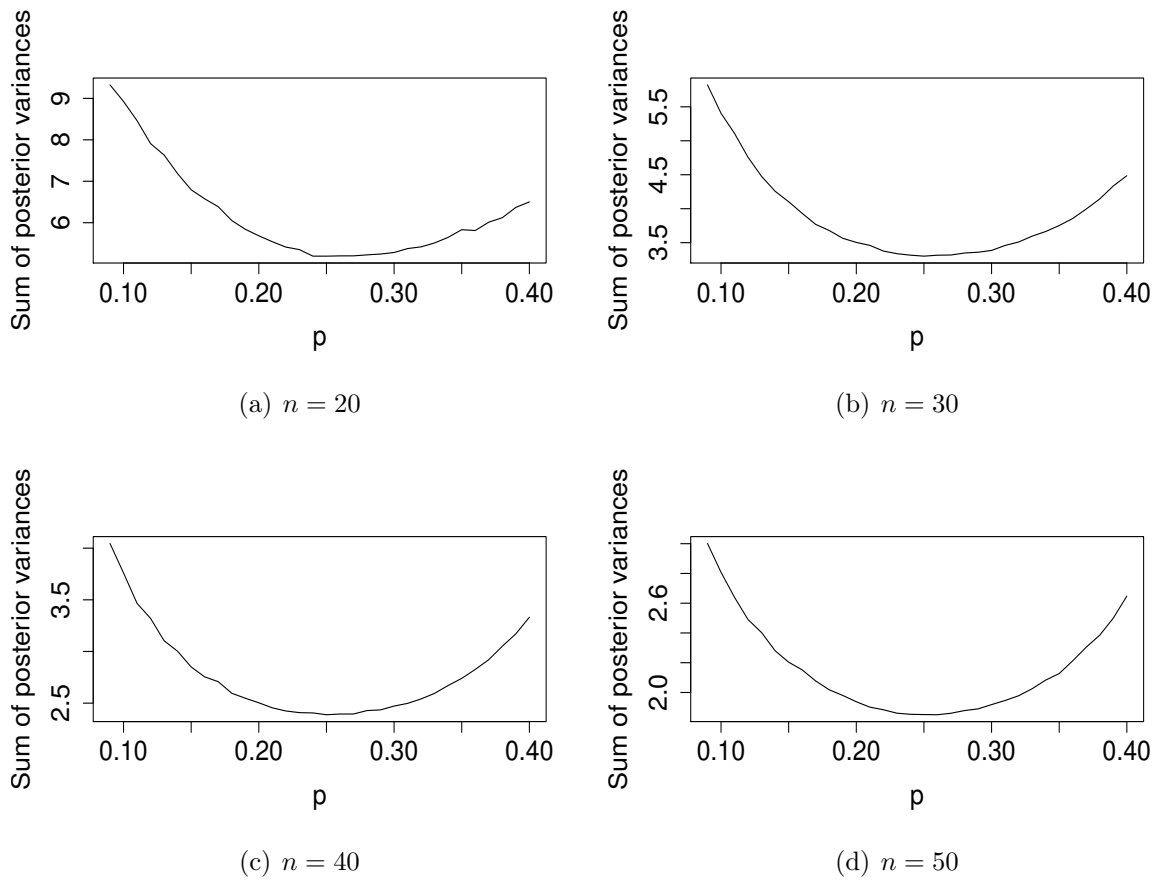 Sum of posterior variances
9
8
7
6
0.10 0.20 0.30 0.40
p
(a) n = 20
Sum of posterior variances
5.5
4.5
3.5
0.10 0.20 0.30 0.40
p
(b) n = 30
Sum of posterior variances
3.5
2.5
0.10 0.20 0.30 0.40
p
(c) n = 40
Sum of posterior variances
2.6
2.0
0.10 0.20 0.30 0.40
p
(d) n = 50